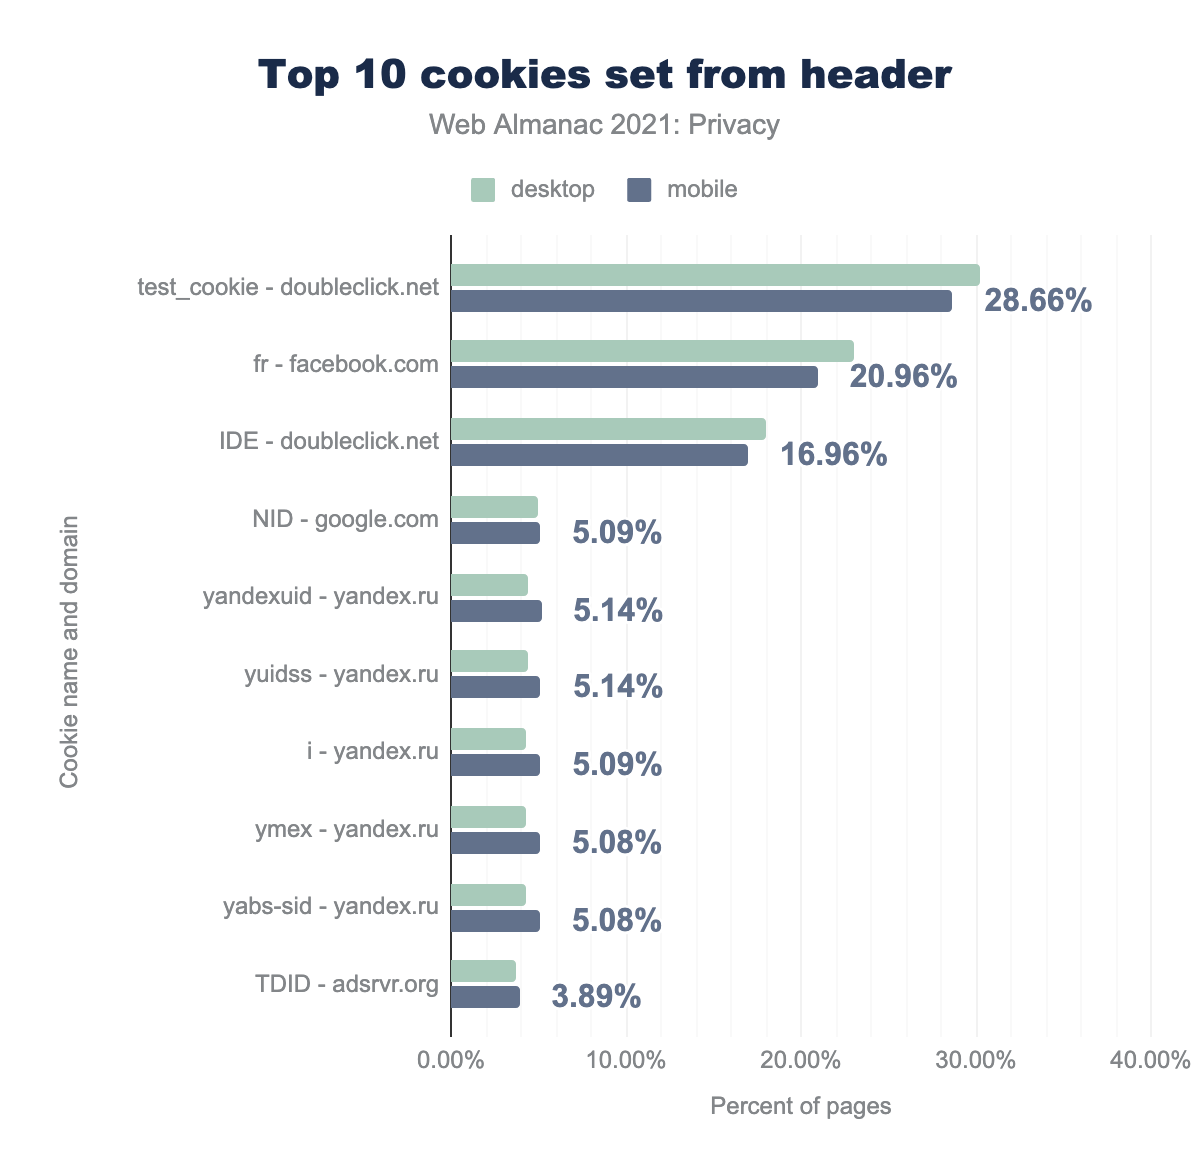 Top 10 cookies set from header
Web Almanac 2021: Privacy
desktop
mobile
Cookie name and domain
test_cookie - doubleclick.net
28.66%
fr - facebook.com
20.96%
IDE - doubleclick.net
16.96%
NID - google.com
5.09%
yandexuid - yandex.ru
5.14%
yuidss - yandex.ru
5.14%
i - yandex.ru
5.09%
ymex - yandex.ru
5.08%
yabs-sid - yandex.ru
5.08%
TDID - adsrvr.org
3.89%
0.00% 10.00% 20.00% 30.00% 40.00%
Percent of pages